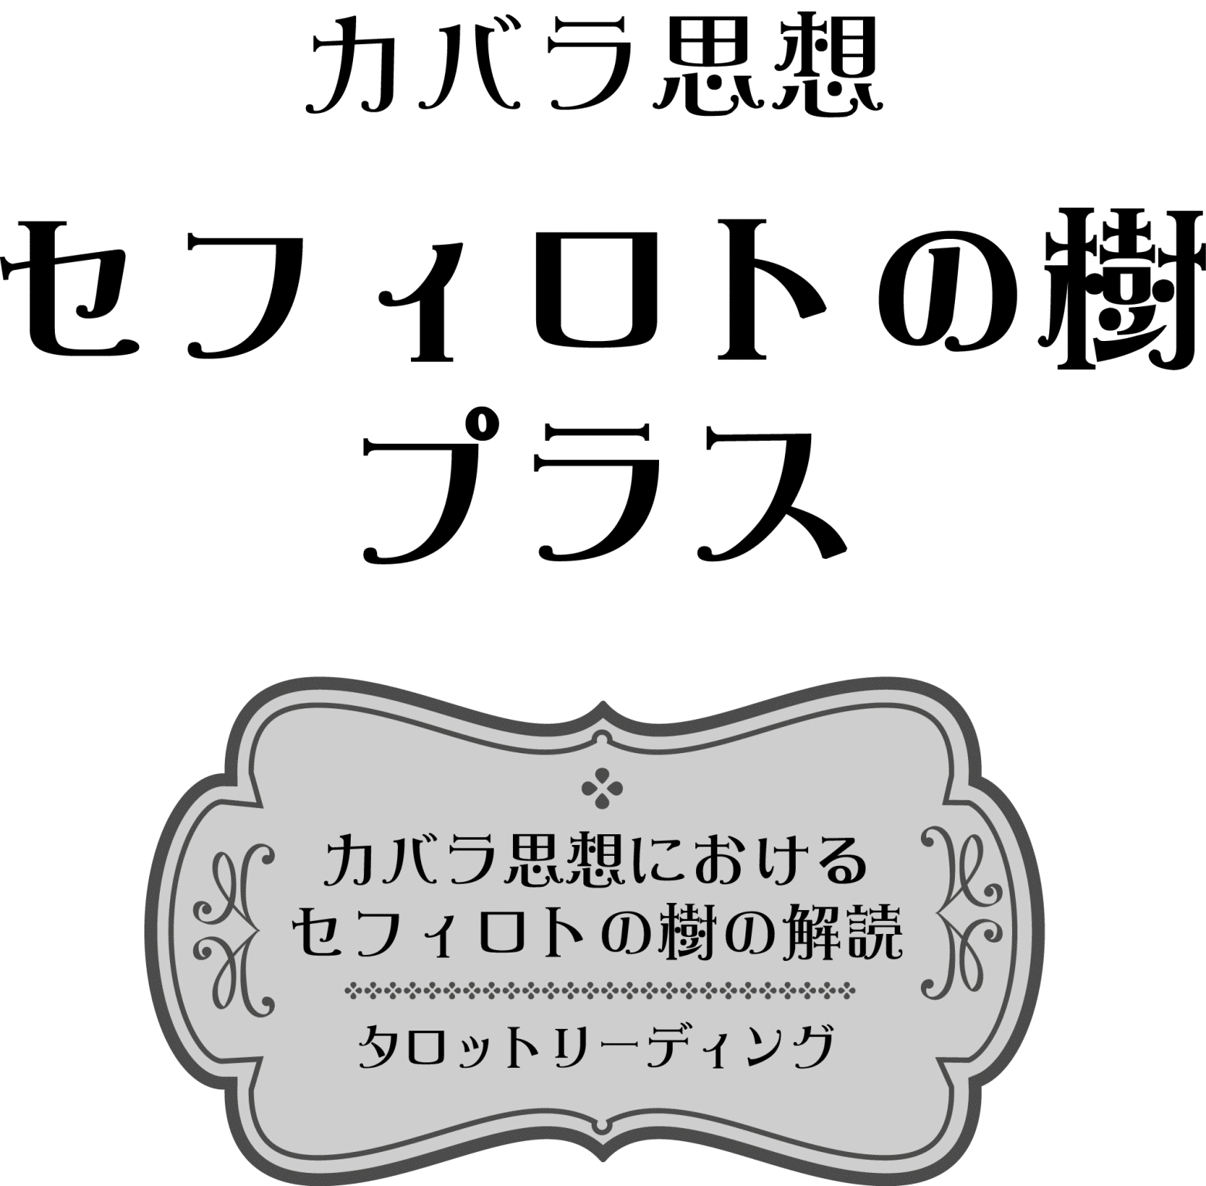 カバラ思想
セフィロトの樹
プラス
カバラ思想における
セフィロトの樹の解読
タロットリーディング